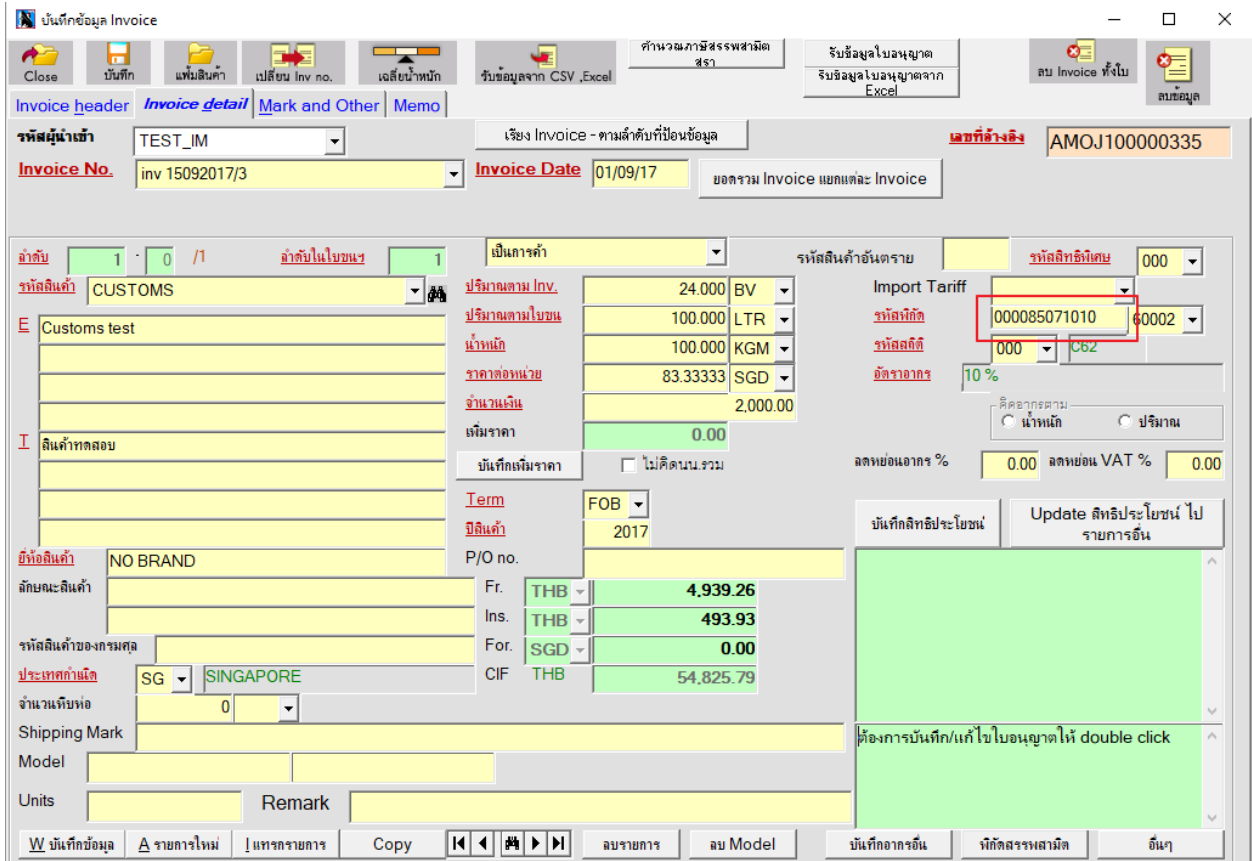 บันทึกข้อมูล Invoice
Close
บันทึก
แฟ้มสินค้า
เปลี่ยน Inv no.
เฉลี่ยน้ำหนัก
รับข้อมูลจาก CSV ,Excel
คำนวณภาษีสรรพสามิต
สุรา
รับข้อมูลใบอนุญาต
รับข้อมูลใบอนุญาตจาก
Excel
ลบ Invoice ทั้งใบ
ลบข้อมูล
Invoice header Invoice detail Mark and Other Memo
รหัสผู้นำเข้า TEST_IM เรียง Invoice - ตามลำดับที่ป้อนข้อมูล เลขที่อ้างอิง AMOJ100000335
Invoice No. inv 15092017/3 Invoice Date 01/09/17 ยอดรวม Invoice แยกแต่ละ Invoice
ลำดับ 1 - 0 /1 ลำดับในใบขนฯ 1 เป็นการค้า รหัสสินค้าอันตราย รหัสสิทธิพิเศษ 000
รหัสสินค้า CUSTOMS ปริมาณตาม Inv. 24.000 BV Import Tariff
E Customs test ปริมาณตามใบขน 100.000 LTR รหัสพิกัด 000085071010 60002
น้ำหนัก 100.000 KGM รหัสสถิติ 000 C62
ราคาต่อหน่วย 83.33333 SGD อัตราอากร 10 %
จำนวนเงิน 2,000.00 คิดอากรตาม
เพิ่มราคา 0.00 น้ำหนัก ปริมาณ
T สินค้าทดสอบ
บันทึกเพิ่มราคา ไม่คิดนน.รวม ลดหย่อนอากร % 0.00 ลดหย่อน VAT % 0.00
Term FOB บันทึกสิทธิประโยชน์ Update สิทธิประโยชน์ ไป
รายการอื่น
ปีสินค้า 2017
ยี่ห้อสินค้า NO BRAND P/O no.
ลักษณะสินค้า Fr. THB 4,939.26
Ins. THB 493.93
รหัสสินค้าของกรมศุล For. SGD 0.00
ประเทศกำเนิด SG SINGAPORE CIF THB 54,825.79
จำนวนหีบห่อ 0
Shipping Mark ต้องการบันทึก/แก้ไขใบอนุญาตให้ double click
Model
Units Remark
W บันทึกข้อมูล A รายการใหม่ I แทรกรายการ Copy ลบรายการ ลบ Model บันทึกอากรอื่น พิกัดสรรพสามิต อื่นๆ